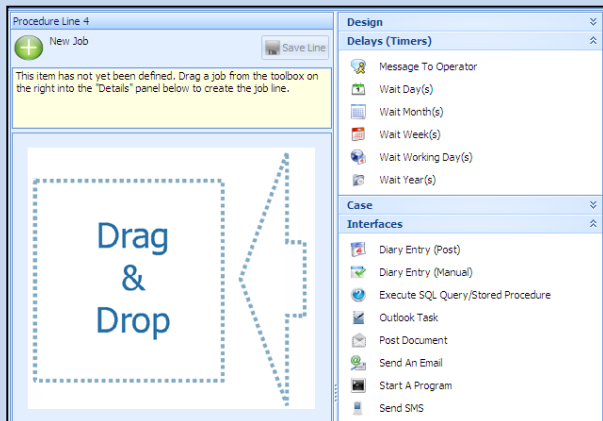 Procedure Line 4
New Job
Save Line
This item has not yet been defined. Drag a job from the toolbox on
the right into the "Details" panel below to create the job line.
Drag
&
Drop
Design
Delays (Timers)
Message To Operator
Wait Day(s)
Wait Month(s)
Wait Week(s)
Wait Working Day(s)
Wait Year(s)
Case
Interfaces
Diary Entry (Post)
Diary Entry (Manual)
Execute SQL Query/Stored Procedure
Outlook Task
Post Document
Send An Email
Start A Program
Send SMS